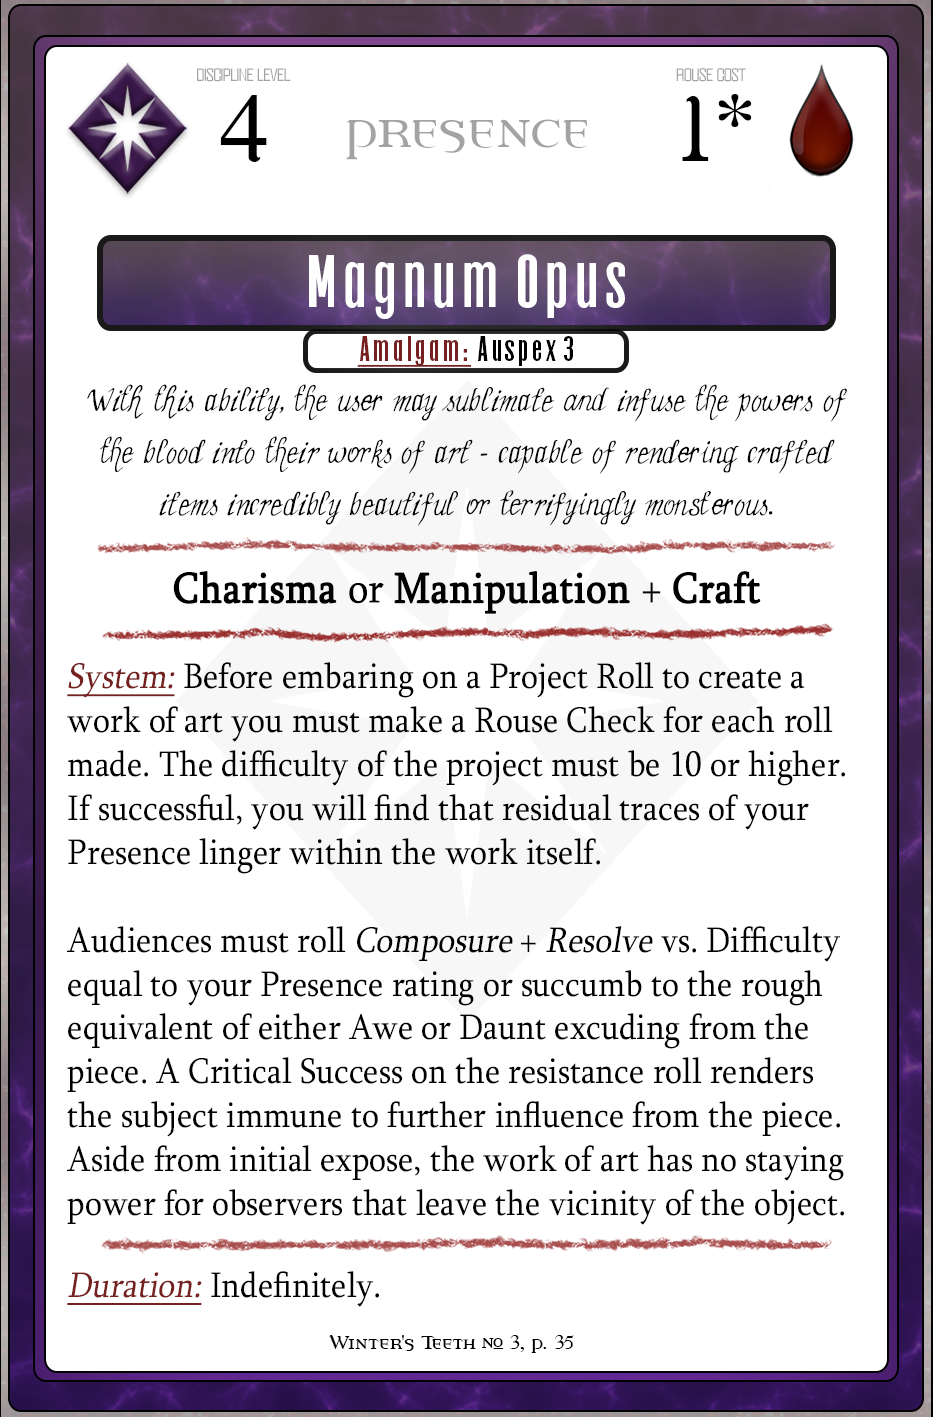 DISCIPLINE LEVEL
4
PRESENCE
ROUSE COST
1*
Magnum Opus
Amalgam: Auspex 3
With this ability, the user may sublimate and infuse the powers of
the blood into their works of art - capable of rendering crafted
items incredibly beautiful or terrifyingly monsterous.
Charisma or Manipulation + Craft
System: Before embaring on a Project Roll to create a
work of art you must make a Rouse Check for each roll
made. The difficulty of the project must be 10 or higher.
If successful, you will find that residual traces of your
Presence linger within the work itself.
Audiences must roll Composure + Resolve vs. Difficulty
equal to your Presence rating or succumb to the rough
equivalent of either Awe or Daunt excuding from the
piece. A Critical Success on the resistance roll renders
the subject immune to further influence from the piece.
Aside from initial expose, the work of art has no staying
power for observers that leave the vicinity of the object.
Duration: Indefinitely.
Winter's Teeth № 3, p. 35